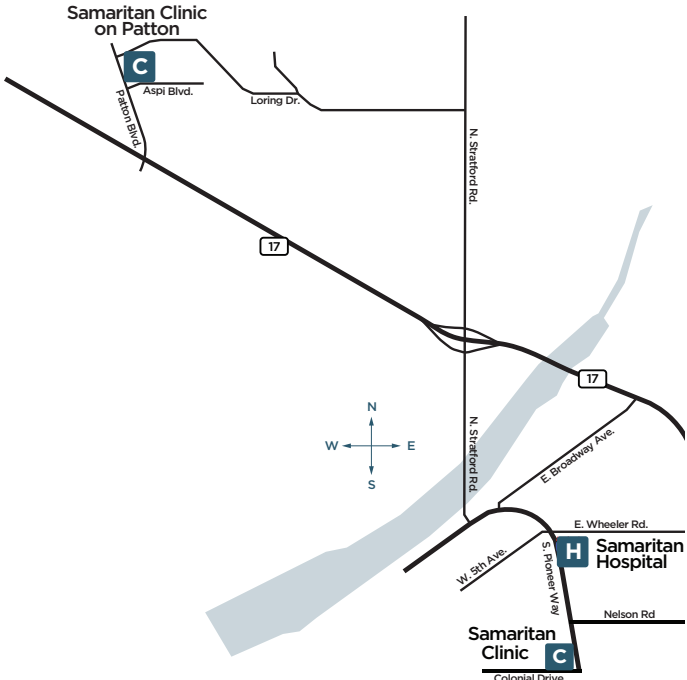 Samaritan Clinic
on Patton
C
Aspi Blvd.
Patton Blvd.
Loring Dr.
N. Stratford Rd.
17
17
N
W
E
S
N. Stratford Rd.
E. Broadway Ave.
E. Wheeler Rd.
H
Samaritan
Hospital
W. 5th Ave.
S. Pioneer Way
Nelson Rd
Samaritan
Clinic
C
Colonial Drive